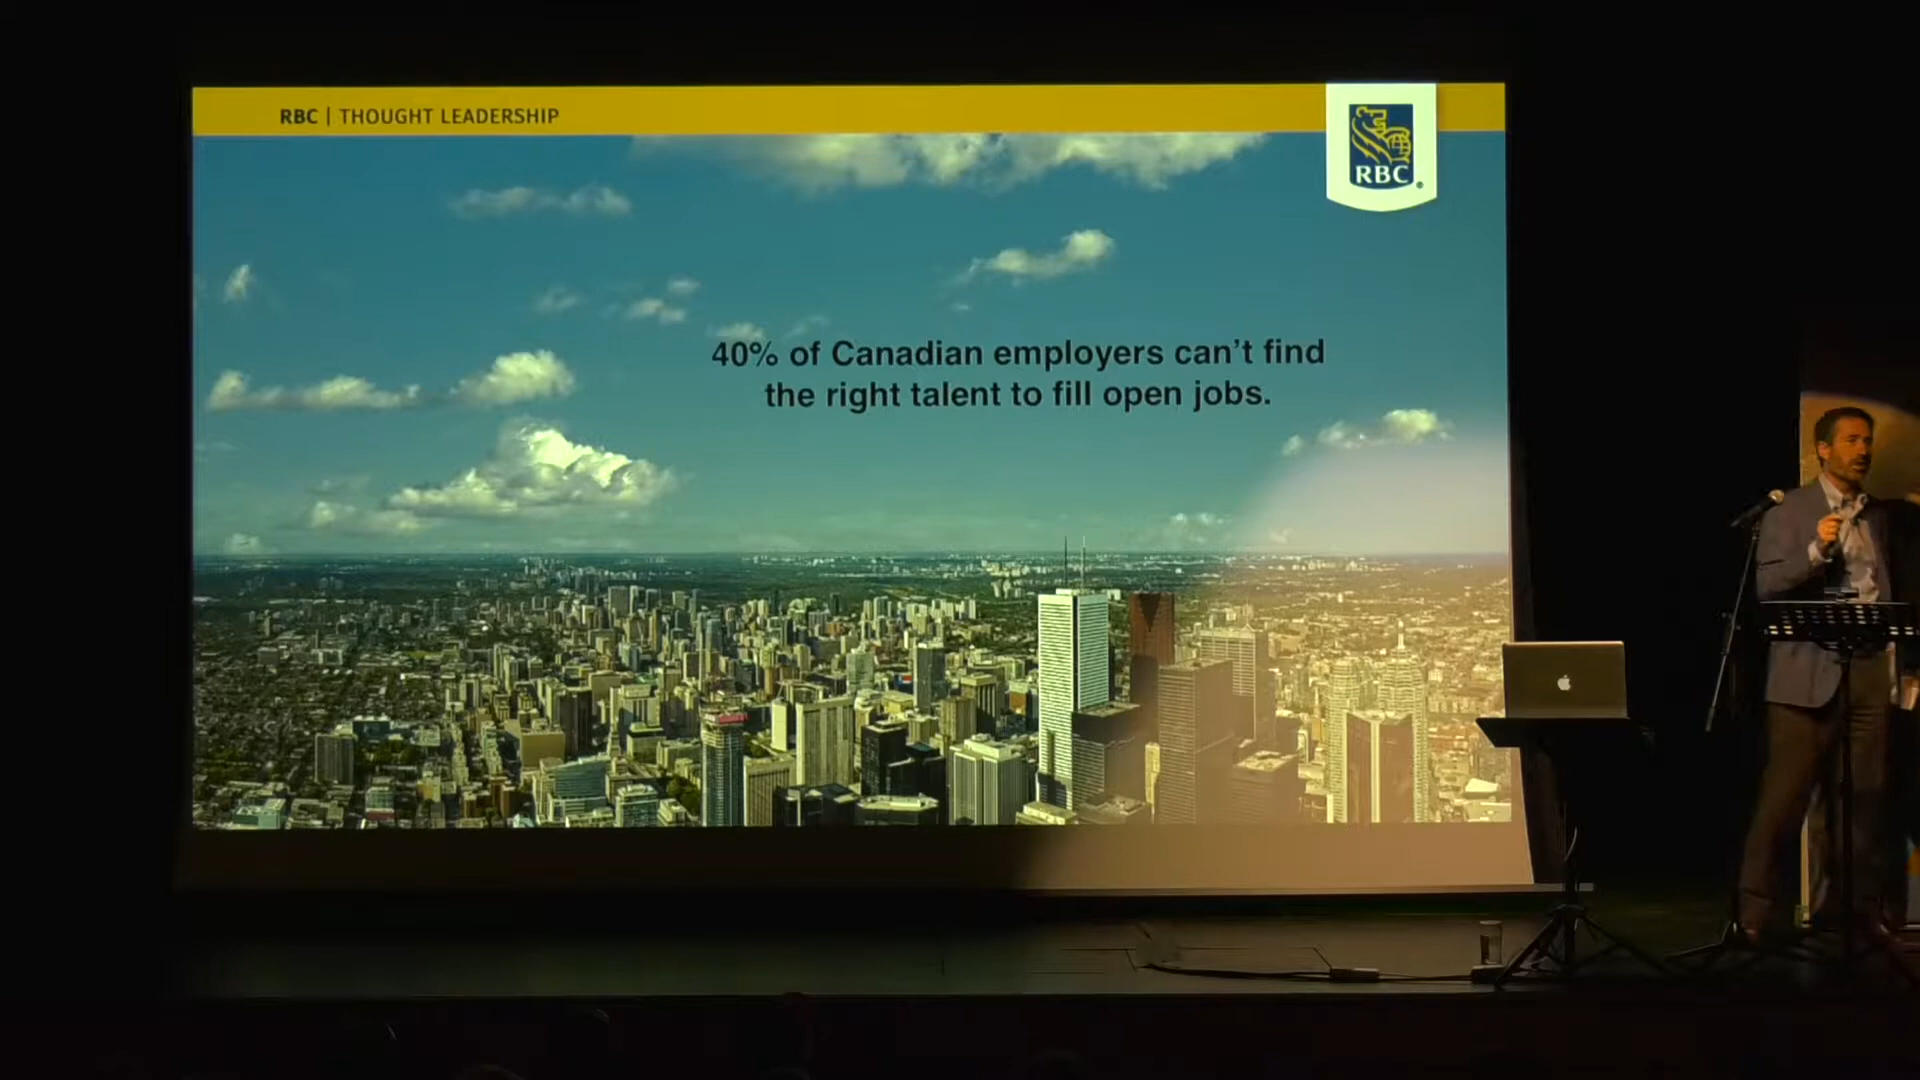 RBC | THOUGHT LEADERSHIP
RBC
40% of Canadian employers can't find
the right talent to fill open jobs.